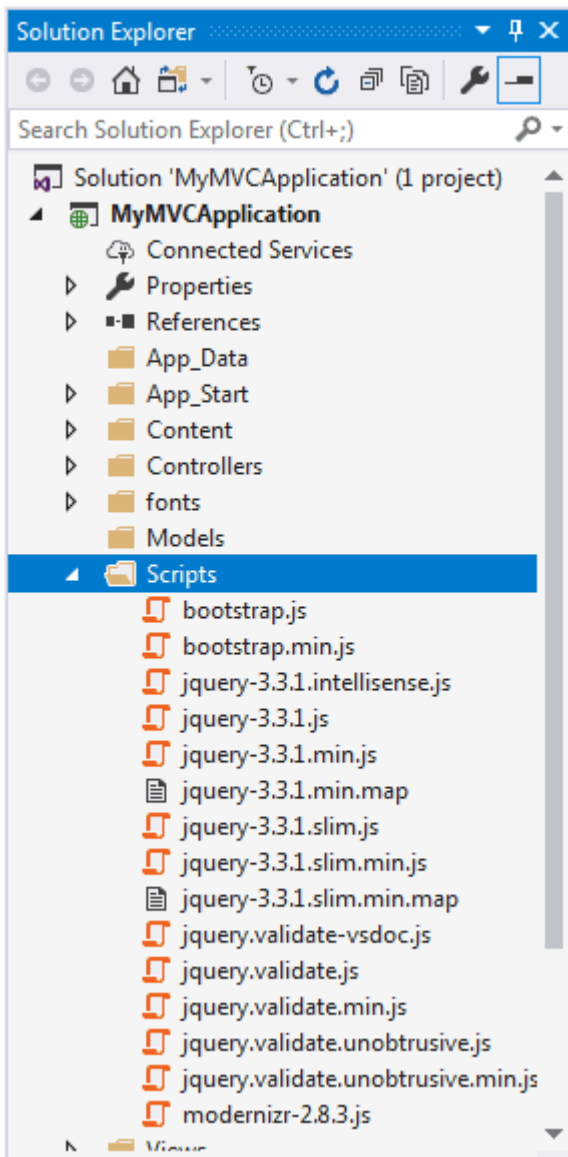 Solution Explorer
Search Solution Explorer (Ctrl+;)
Solution 'MyMVCApplication' (1 project)
MyMVCApplication
Connected Services
Properties
References
App_Data
App_Start
Content
Controllers
fonts
Models
Scripts
bootstrap.js
bootstrap.min.js
jquery-3.3.1.intellisense.js
jquery-3.3.1.js
jquery-3.3.1.min.js
jquery-3.3.1.min.map
jquery-3.3.1.slim.js
jquery-3.3.1.slim.min.js
jquery-3.3.1.slim.min.map
jquery.validate-vsdoc.js
jquery.validate.js
jquery.validate.min.js
jquery.validate.unobtrusive.js
jquery.validate.unobtrusive.min.js
modernizr-2.8.3.js
Views